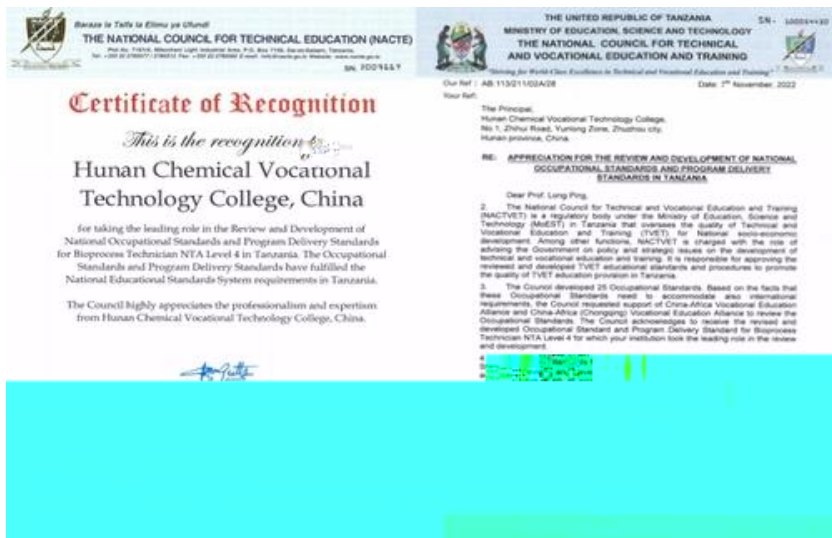 Baraza la Taifa la Elimu ya Ufundi
THE NATIONAL COUNCIL FOR TECHNICAL EDUCATION (NACTE)
Certificate of Recognition
This is the recognition to
Hunan Chemical Vocational
Technology College, China
for taking the leading role in the Review and Development of
National Occupational Standards and Program Delivery Standards
for Bioprocess Technician NTA Level 4 in Tanzania. The Occupational
Standards and Program Delivery Standards have fulfilled the
National Educational Standards System requirements in Tanzania.
The Council highly appreciates the professionalism and expertism
from Hunan Chemical Vocational Technology College, China.
THE UNITED REPUBLIC OF TANZANIA
MINISTRY OF EDUCATION, SCIENCE AND TECHNOLOGY
THE NATIONAL COUNCIL FOR TECHNICAL
AND VOCATIONAL EDUCATION AND TRAINING
"Striving for World-Class Excellence in Technical and Vocational Education and Training"
Our Ref : AB.113/211/02A/28 Date: 7th November, 2022
Your Ref:
The Principal,
Hunan Chemical Vocational Technology College,
No 1, Zhihui Road, Yunlong Zone, Zhuzhou city,
Hunan province, China.
RE: APPRECIATION FOR THE REVIEW AND DEVELOPMENT OF NATIONAL
OCCUPATIONAL STANDARDS AND PROGRAM DELIVERY
STANDARDS IN TANZANIA
Dear Prof. Long Ping,
2. The National Council for Technical and Vocational Education and Training
(NACTVET) is a regulatory body under the Ministry of Education, Science and
Technology (MoEST) in Tanzania that oversees the quality of Technical and
Vocational Education and Training (TVET) for National socio-economic
development. Among other functions, NACTVET is charged with the role of
advising the Government on policy and strategic issues on the development of
technical and vocational education and training. It is responsible for approving the
reviewed and developed TVET educational standards and procedures to promote
the quality of TVET education provision in Tanzania.
3. The Council developed 25 Occupational Standards. Based on the facts that
these Occupational Standards need to accommodate also international
requirements, the Council requested support of China-Africa Vocational Education
Alliance and China-Africa (Chongqing) Vocational Education Alliance to review the
Occupational Standards. The Council acknowledges to receive the revised and
developed Occupational Standard and Program Delivery Standard for Bioprocess
Technician NTA Level 4 for which your institution took the leading role in the review
and development.